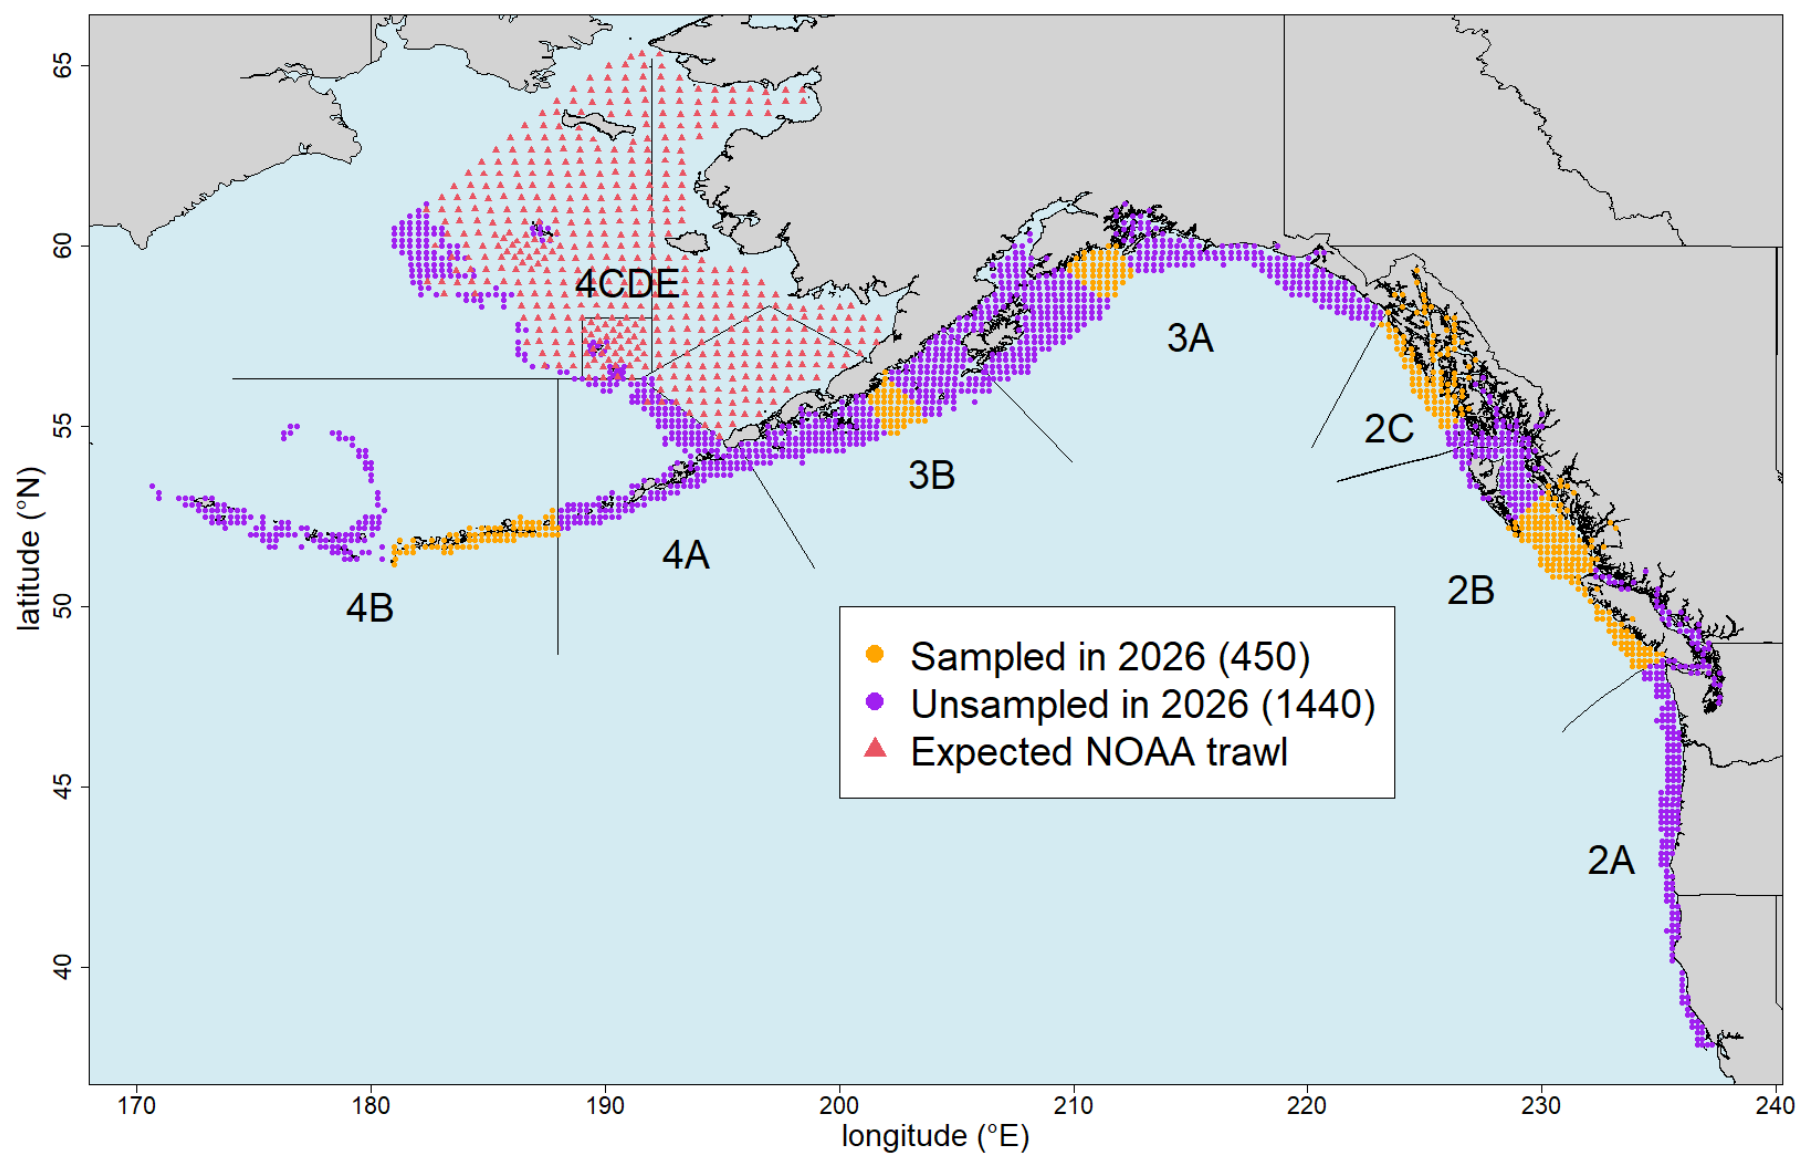 65
60
55
50
45
40
latitude (°N)
4CDE
3A
2C
3B
4A
2B
4B
2A
Sampled in 2026 (450)
Unsampled in 2026 (1440)
Expected NOAA trawl
170
180
190
200
210
220
230
240
longitude (°E)